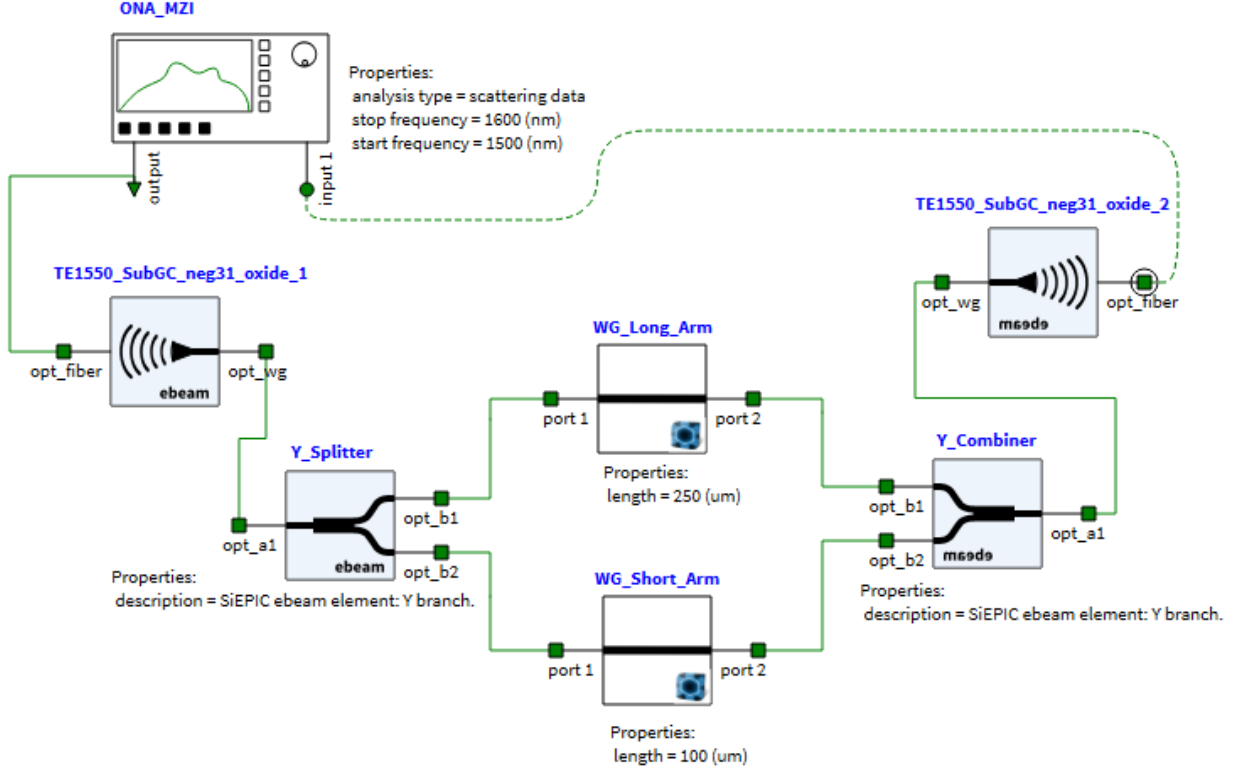 ONA_MZI
Properties:
analysis type = scattering data
stop frequency = 1600 (nm)
start frequency = 1500 (nm)
output
input 1
TE1550_SubGC_neg31_oxide_2
opt_wg
opt_fiber
ebeam
TE1550_SubGC_neg31_oxide_1
opt_fiber
opt_wg
ebeam
WG_Long_Arm
port 1
port 2
Properties:
length = 250 (um)
Y_Splitter
opt_a1
opt_b1
opt_b2
ebeam
Properties:
description = SiEPIC ebeam element: Y branch.
Y_Combiner
opt_b1
opt_b2
opt_a1
ebeam
Properties:
description = SiEPIC ebeam element: Y branch.
WG_Short_Arm
port 1
port 2
Properties:
length = 100 (um)